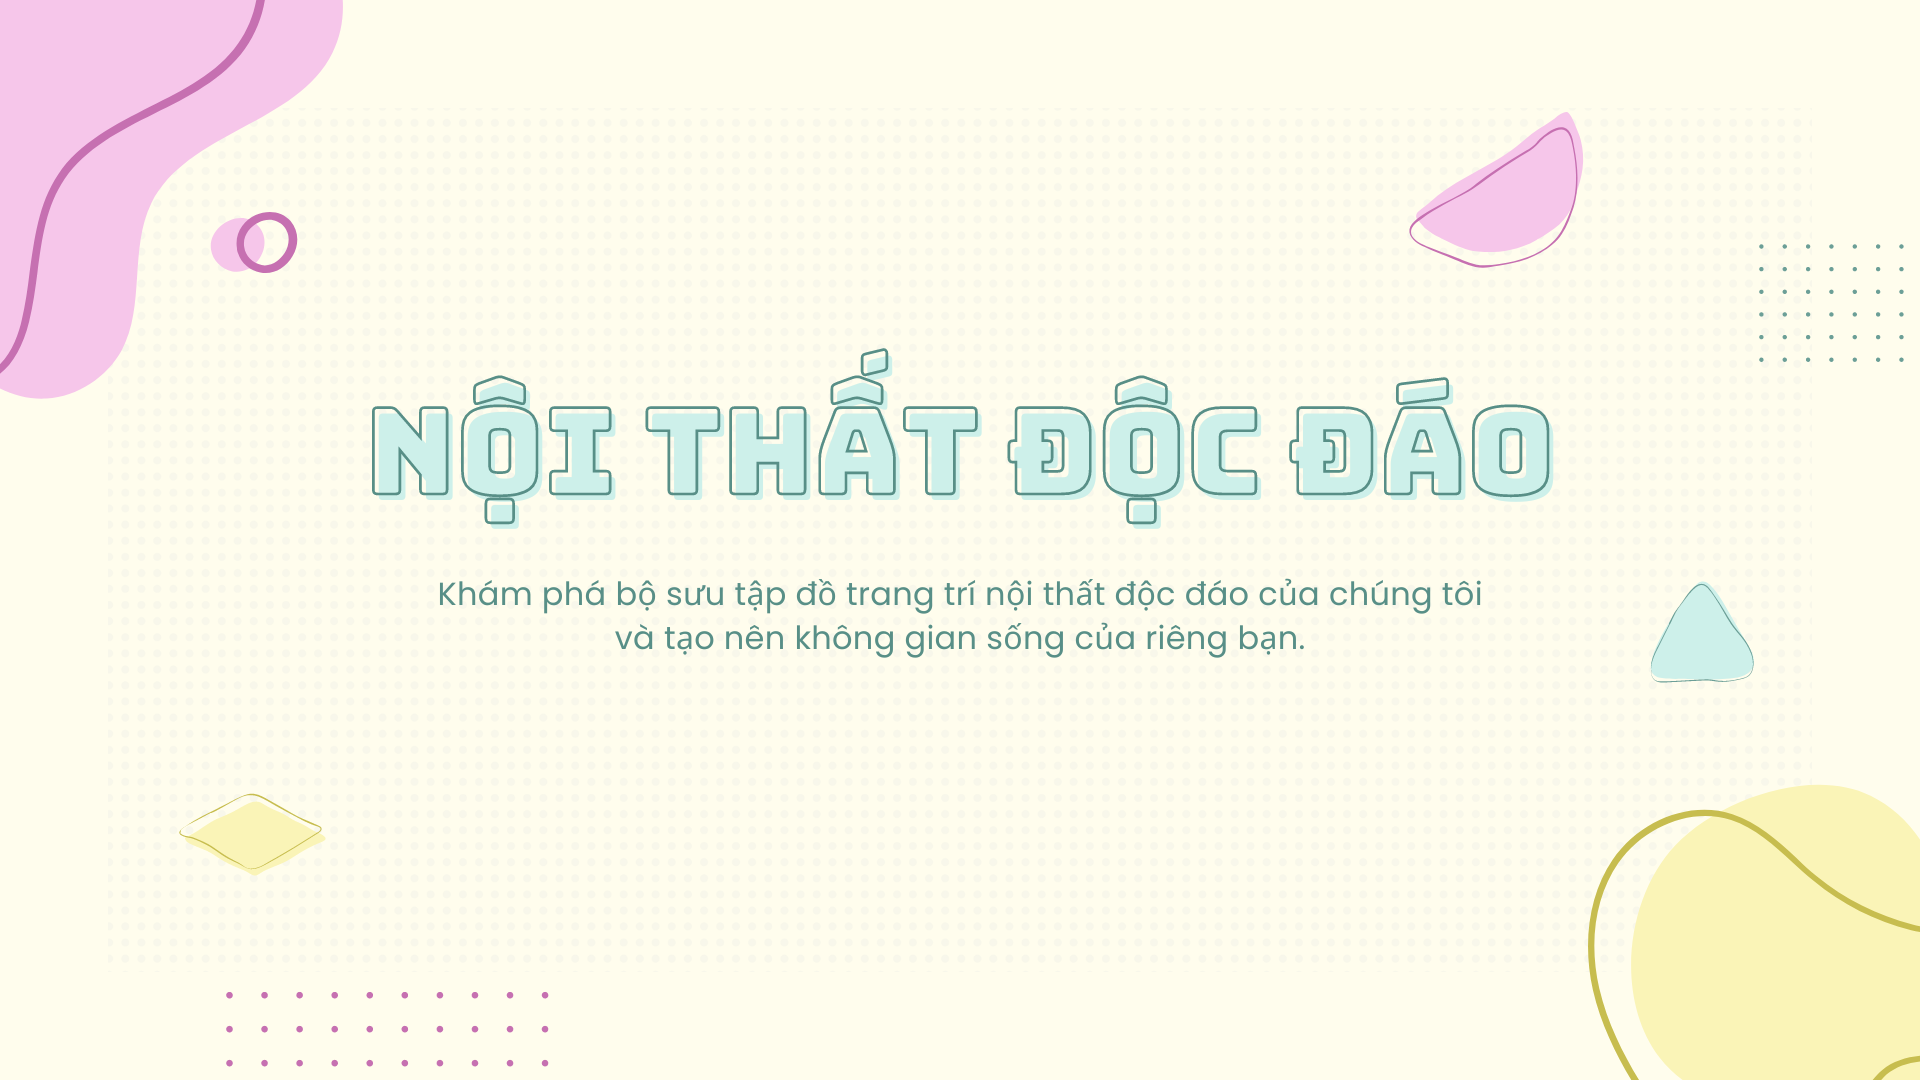 NỘI THẤT ĐỘC ĐÁO
Khám phá bộ sưu tập đồ trang trí nội thất độc đáo của chúng tôi
và tạo nên không gian sống của riêng bạn.